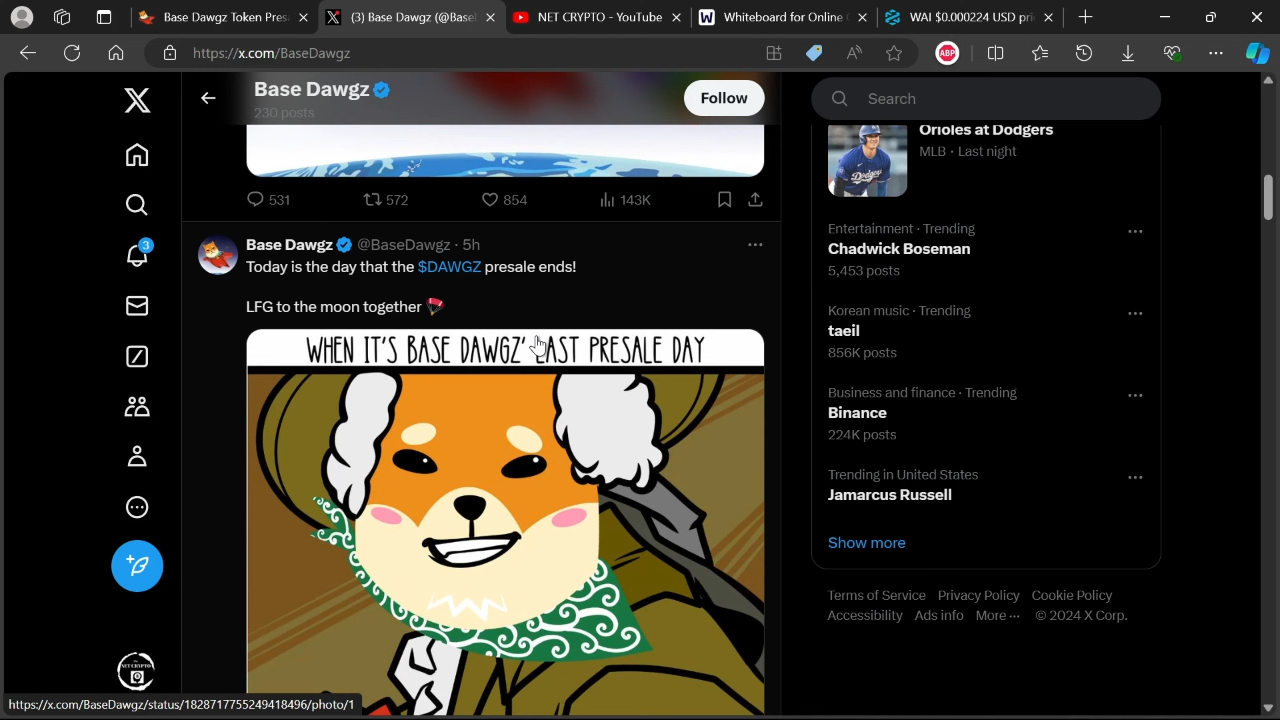 Base Dawgz Token Pres
(3) Base Dawgz (@Base
NET CRYPTO - YouTube
Whiteboard for Online
WAI $0.000224 USD pri
https://x.com/BaseDawgz
ABP
Base Dawgz
230 posts
Follow
Search
531
572
854
143K
Base Dawgz @BaseDawgz · 5h
Today is the day that the $DAWGZ presale ends!
LFG to the moon together
WHEN IT'S BASE DAWGZ' LAST PRESALE DAY
3
Orioles at Dodgers
MLB · Last night
Entertainment · Trending
Chadwick Boseman
5,453 posts
Korean music · Trending
taeil
856K posts
Business and finance · Trending
Binance
224K posts
Trending in United States
Jamarcus Russell
Show more
Terms of Service Privacy Policy Cookie Policy
Accessibility Ads info More ··· © 2024 X Corp.
NET CRYPTO
https://x.com/BaseDawgz/status/1828717755249418496/photo/1